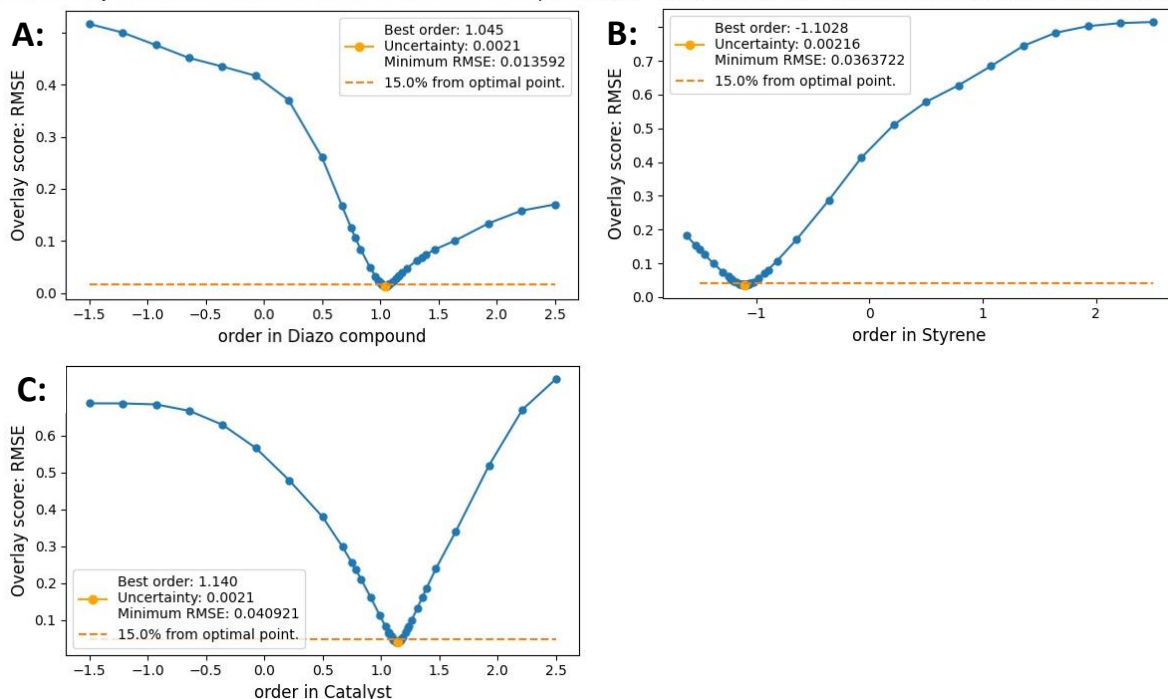 A:
Overlay score: RMSE
0.4
0.3
0.2
0.1
0.0
Best order: 1.045
Uncertainty: 0.0021
Minimum RMSE: 0.013592
15.0% from optimal point.
−1.5 −1.0 −0.5 0.0 0.5 1.0 1.5 2.0 2.5
order in Diazo compound
B:
Overlay score: RMSE
0.7
0.6
0.5
0.4
0.3
0.2
0.1
0.0
Best order: -1.1028
Uncertainty: 0.00216
Minimum RMSE: 0.0363722
15.0% from optimal point.
−1 0 1 2
order in Styrene
C:
Overlay score: RMSE
0.6
0.5
0.4
0.3
0.2
0.1
Best order: 1.140
Uncertainty: 0.0021
Minimum RMSE: 0.040921
15.0% from optimal point.
−1.5 −1.0 −0.5 0.0 0.5 1.0 1.5 2.0 2.5
order in Catalyst